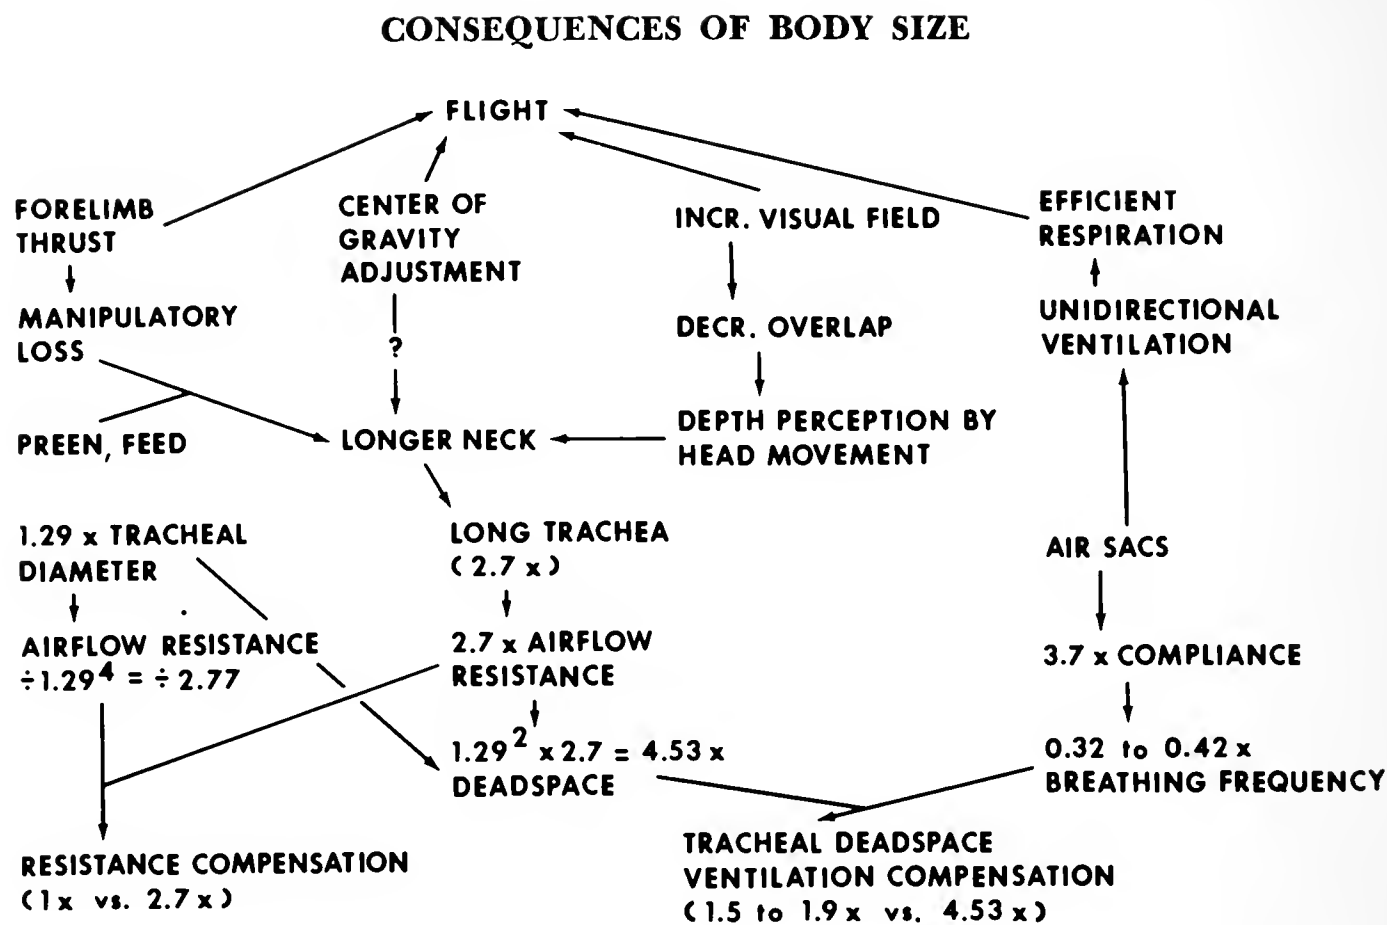 CONSEQUENCES OF BODY SIZE
FLIGHT
FORELIMB
THRUST
CENTER OF
GRAVITY
ADJUSTMENT
INCR. VISUAL FIELD
EFFICIENT
RESPIRATION
MANIPULATORY
LOSS
?
DECR. OVERLAP
UNIDIRECTIONAL
VENTILATION
PREEN, FEED
LONGER NECK
DEPTH PERCEPTION BY
HEAD MOVEMENT
1.29 x TRACHEAL
DIAMETER
LONG TRACHEA
(2.7 x)
AIR SACS
AIRFLOW RESISTANCE
÷1.29⁴ = ÷2.77
2.7 x AIRFLOW
RESISTANCE
3.7 x COMPLIANCE
1.29² x 2.7 = 4.53 x
DEADSPACE
0.32 to 0.42 x
BREATHING FREQUENCY
RESISTANCE COMPENSATION
(1x vs. 2.7x)
TRACHEAL DEADSPACE
VENTILATION COMPENSATION
(1.5 to 1.9x vs. 4.53x)